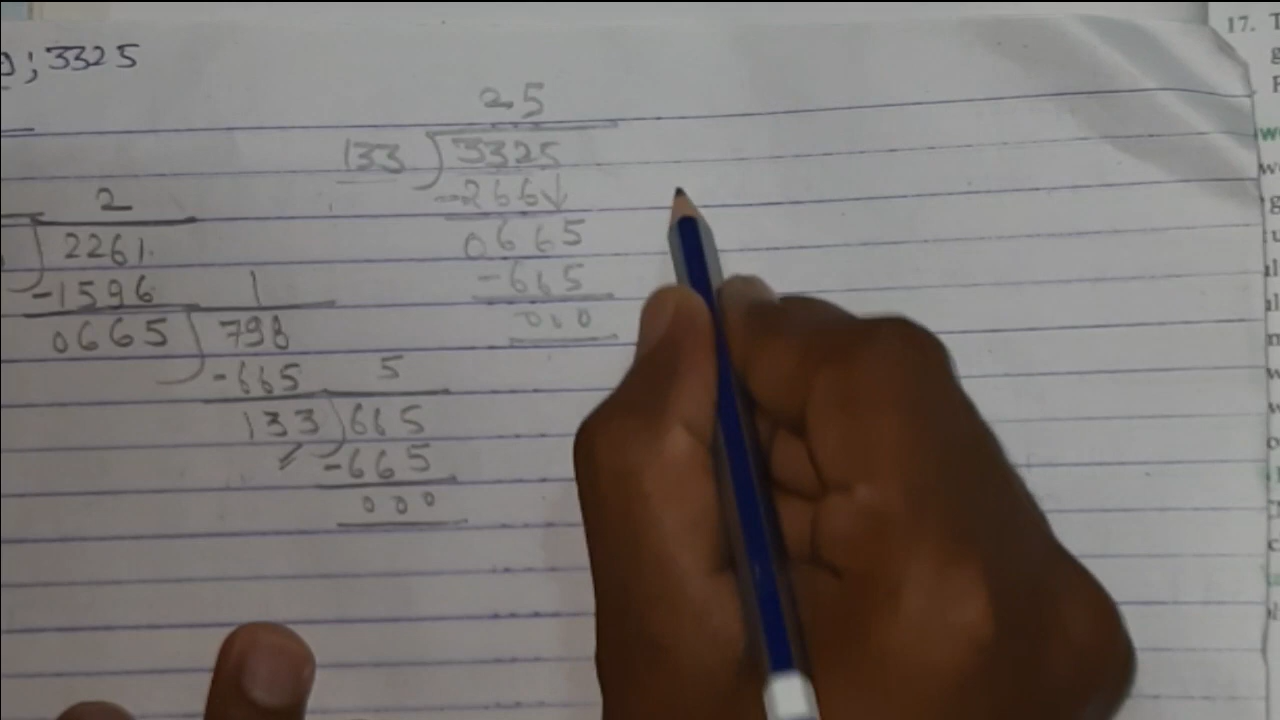 ; 3325
25
133 ) 3325
-266↓
0665
-665
000
2
) 2261
-1596
1
0665 ) 798
-665
5
133 ) 665
-665
000
17. T
g